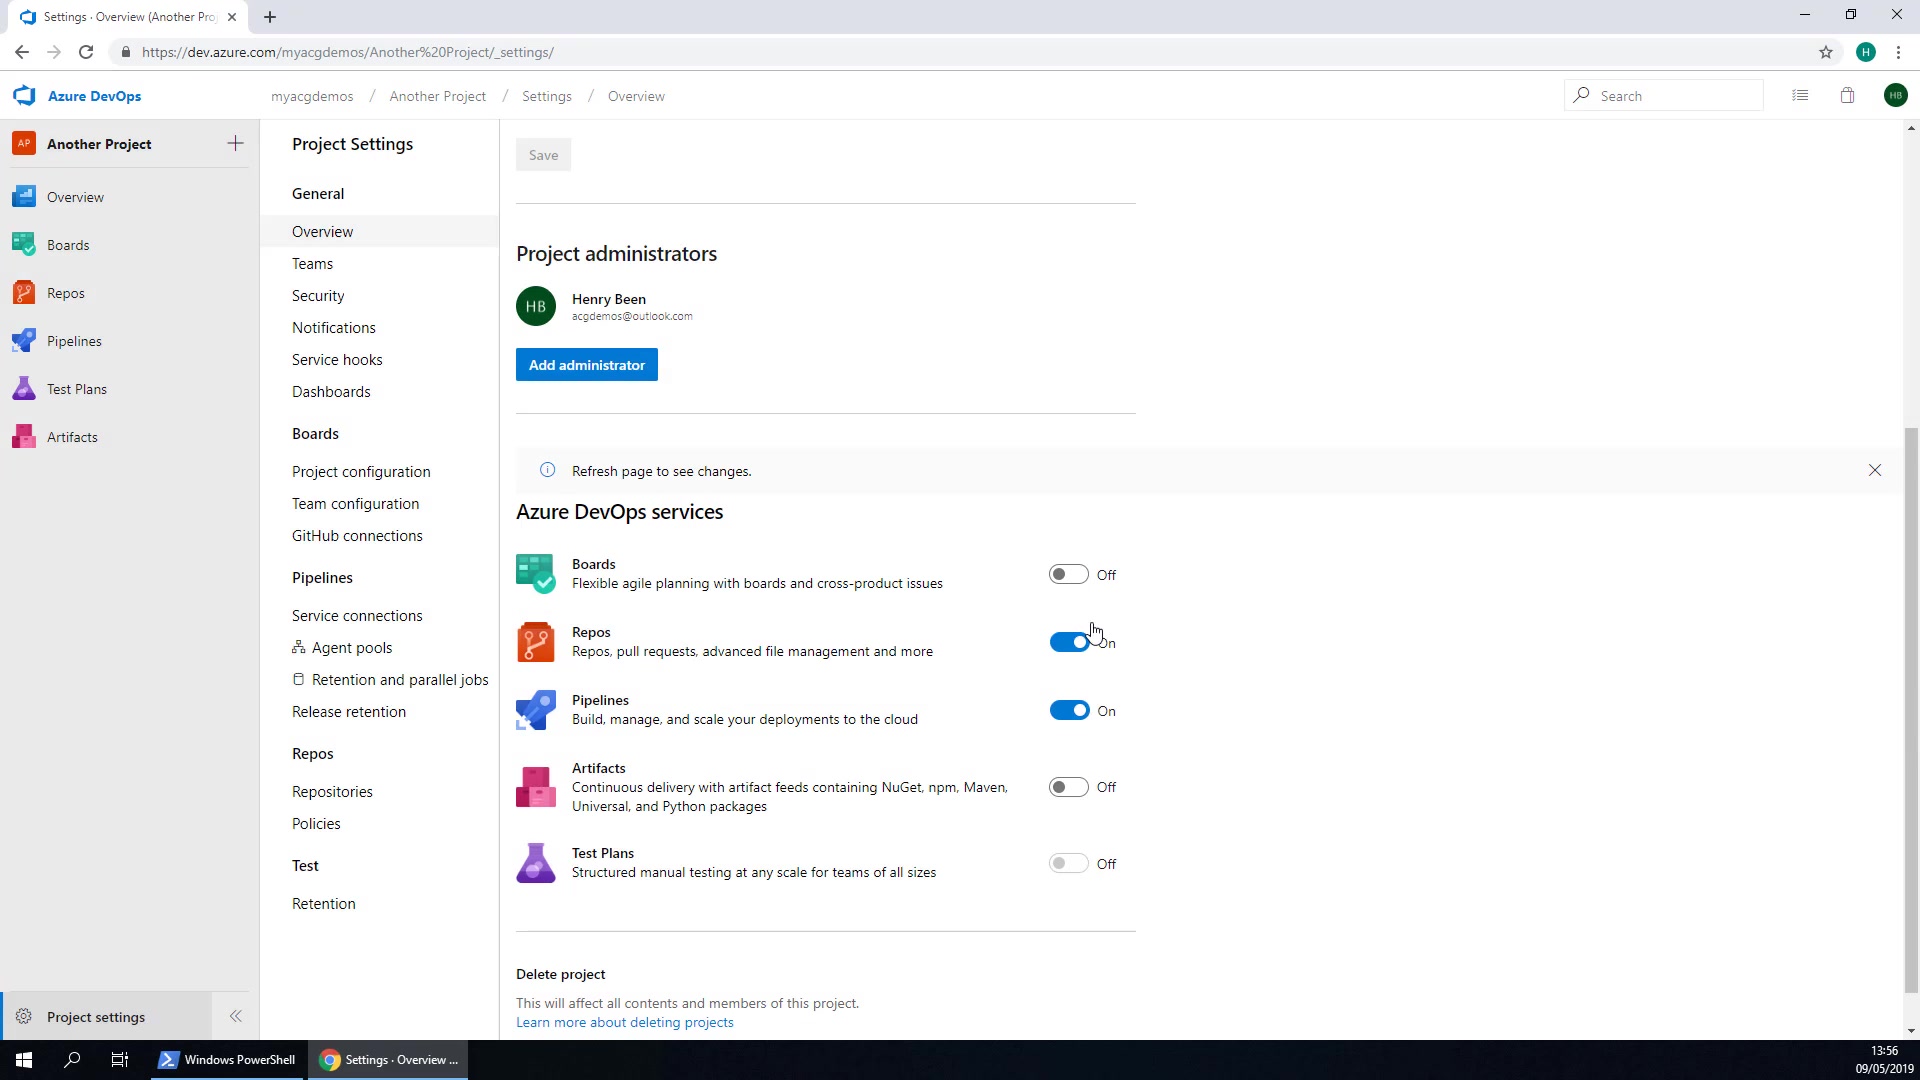 Settings · Overview (Another Pro
https://dev.azure.com/myacgdemos/Another%20Project/_settings/
H
Azure DevOps
myacgdemos / Another Project / Settings / Overview
Search
HB
AP Another Project
Overview
Boards
Repos
Pipelines
Test Plans
Artifacts
Project settings
Project Settings
General
Overview
Teams
Security
Notifications
Service hooks
Dashboards
Boards
Project configuration
Team configuration
GitHub connections
Pipelines
Service connections
Agent pools
Retention and parallel jobs
Release retention
Repos
Repositories
Policies
Test
Retention
Save
Project administrators
HB
Henry Been
acgdemos@outlook.com
Add administrator
Refresh page to see changes.
Azure DevOps services
Boards
Flexible agile planning with boards and cross-product issues
Off
Repos
Repos, pull requests, advanced file management and more
On
Pipelines
Build, manage, and scale your deployments to the cloud
On
Artifacts
Continuous delivery with artifact feeds containing NuGet, npm, Maven,
Universal, and Python packages
Off
Test Plans
Structured manual testing at any scale for teams of all sizes
Off
Delete project
This will affect all contents and members of this project.
Learn more about deleting projects
Windows PowerShell
Settings · Overview ...
13:56
09/05/2019